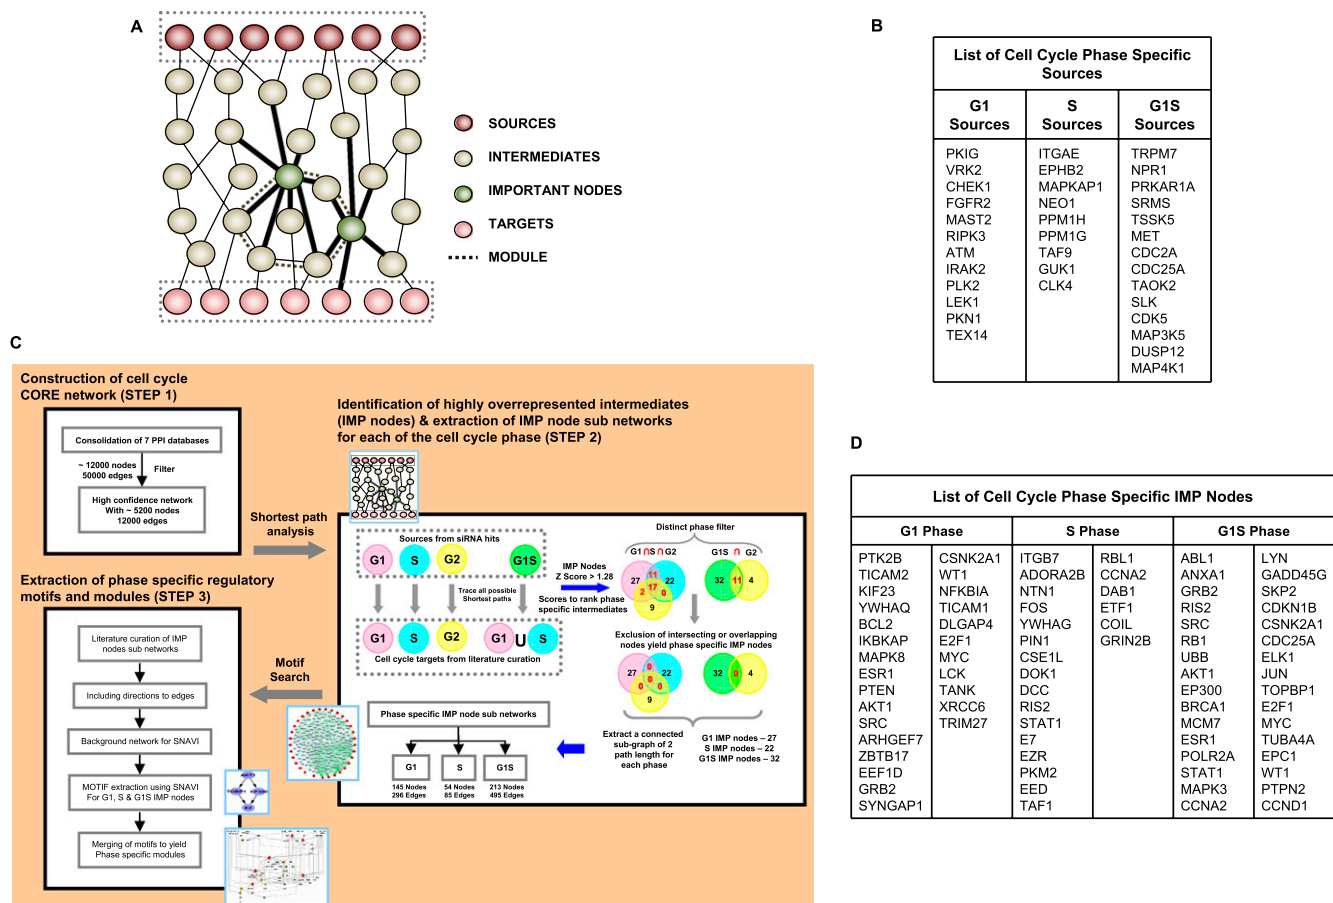 A
SOURCES
INTERMEDIATES
IMPORTANT NODES
TARGETS
MODULE
B
List of Cell Cycle Phase Specific
Sources
G1
Sources
S
Sources
G1S
Sources
PKIG
VRK2
CHEK1
FGFR2
MAST2
RIPK3
ATM
IRAK2
PLK2
LEK1
PKN1
TEX14
ITGAE
EPHB2
MAPKAP1
NEO1
PPM1H
PPM1G
TAF9
GUK1
CLK4
TRPM7
NPR1
PRKAR1A
SRMS
TSSK5
MET
CDC2A
CDC25A
TAOK2
SLK
CDK5
MAP3K5
DUSP12
MAP4K1
C
Construction of cell cycle
CORE network (STEP 1)
Consolidation of 7 PPI databases
~ 12000 nodes
50000 edges
Filter
High confidence network
With ~ 5200 nodes
12000 edges
Shortest path
analysis
Identification of highly overrepresented intermediates
(IMP nodes) & extraction of IMP node sub networks
for each of the cell cycle phase (STEP 2)
Sources from siRNA hits
G1 S G2 G1S
Trace all possible
Shortest paths
G1 S G2 G1 U S
Cell cycle targets from literature curation
IMP Nodes
Z Score > 1.28
Scores to rank phase
specific intermediates
Distinct phase filter
G1 ∩ S ∩ G2
G1S ∩ G2
27 11 22
2 17 0
9
32 11 4
Exclusion of intersecting or overlapping
nodes yield phase specific IMP nodes
27 0 22
0 0 0
9
32 0 4
Extract a connected
sub-graph of 2
path length for
each phase
G1 IMP nodes – 27
S IMP nodes – 22
G1S IMP nodes – 32
Phase specific IMP node sub networks
G1 S G1S
145 Nodes
296 Edges
54 Nodes
85 Edges
213 Nodes
495 Edges
Motif
Search
Extraction of phase specific regulatory
motifs and modules (STEP 3)
Literature curation of IMP
nodes sub networks
Including directions to edges
Background network for SNAVI
MOTIF extraction using SNAVI
For G1, S & G1S IMP nodes
Merging of motifs to yield
Phase specific modules
D
List of Cell Cycle Phase Specific IMP Nodes
G1 Phase
S Phase
G1S Phase
PTK2B
TICAM2
KIF23
YWHAQ
BCL2
IKBKAP
MAPK8
ESR1
PTEN
AKT1
SRC
ARHGEF7
ZBTB17
EEF1D
GRB2
SYNGAP1
CSNK2A1
WT1
NFKBIA
TICAM1
DLGAP4
E2F1
MYC
LCK
TANK
XRCC6
TRIM27
ITGB7
ADORA2B
NTN1
FOS
YWHAG
PIN1
CSE1L
DOK1
DCC
RIS2
STAT1
E7
EZR
PKM2
EED
TAF1
RBL1
CCNA2
DAB1
ETF1
COIL
GRIN2B
ABL1
ANXA1
GRB2
RIS2
SRC
RB1
UBB
AKT1
EP300
BRCA1
MCM7
ESR1
POLR2A
STAT1
MAPK3
CCNA2
LYN
GADD45G
SKP2
CDKN1B
CSNK2A1
CDC25A
ELK1
JUN
TOPBP1
E2F1
MYC
TUBA4A
EPC1
WT1
PTPN2
CCND1